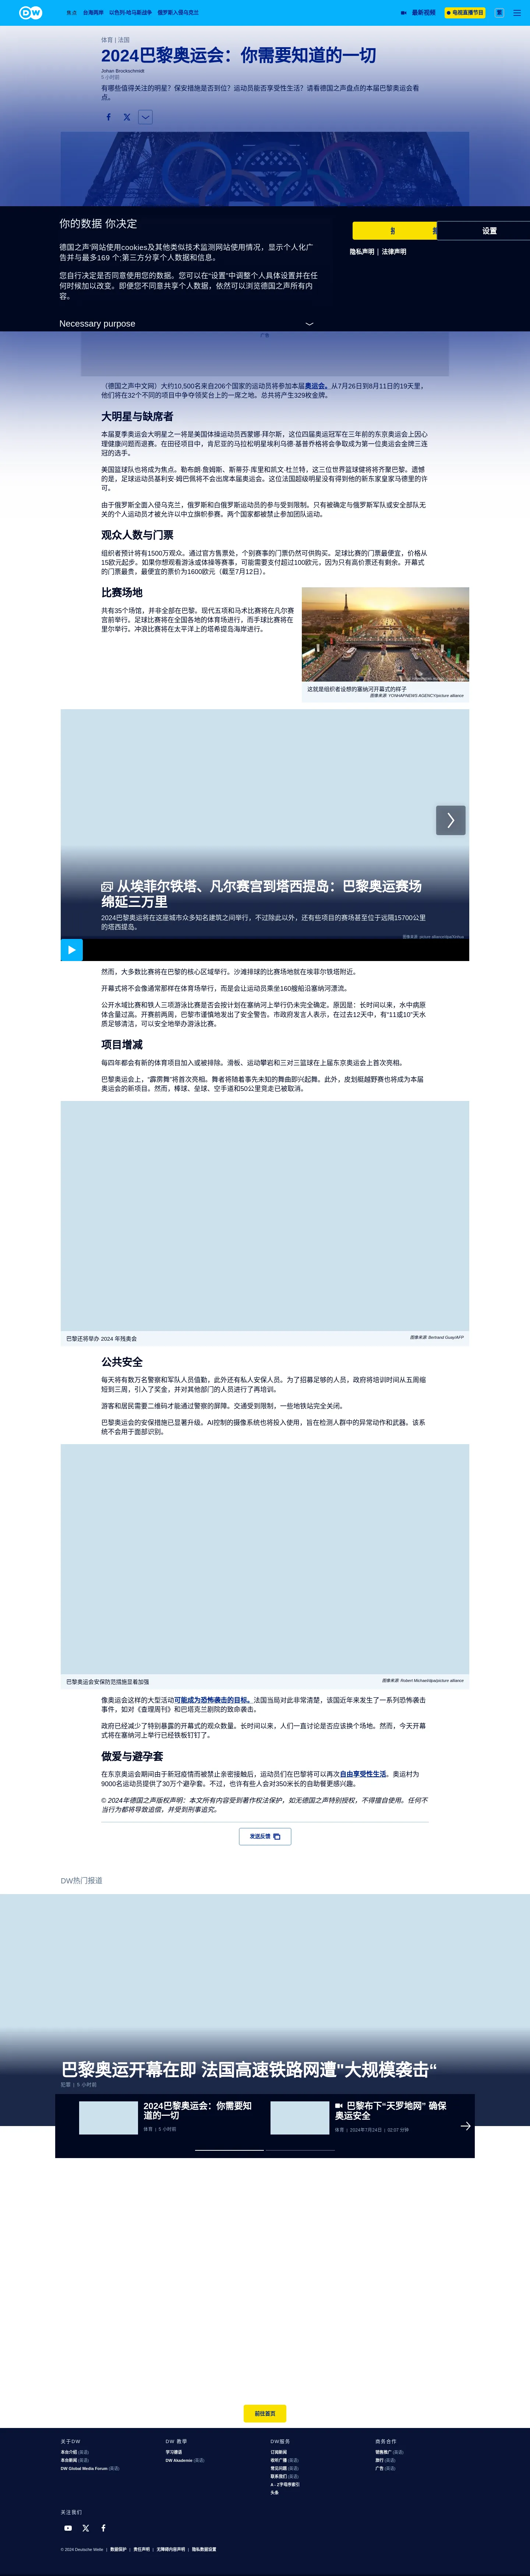 DW
焦点 台海两岸 以色列-哈马斯战争 俄罗斯入侵乌克兰
最新视频
电视直播节目
繁
体育 | 法国
2024巴黎奥运会：你需要知道的一切
Johan Brockschmidt
5 小时前
有哪些值得关注的明星？保安措施是否到位？运动员能否享受性生活？请看德国之声盘点的本届巴黎奥运会看
点。
你的数据 你决定
德国之声'网站使用cookies及其他类似技术监测网站使用情况，显示个人化广
告并与最多169 个;第三方分享个人数据和信息。
您自行决定是否同意使用您的数据。您可以在“设置”中调整个人具体设置并在任
何时候加以改变。即便您不同意共享个人数据，依然可以浏览德国之声所有内
容。
Necessary purpose
设置
隐私声明 | 法律声明
广告
（德国之声中文网）大约10,500名来自206个国家的运动员将参加本届奥运会。从7月26日到8月11日的19天里，
他们将在32个不同的项目中争夺领奖台上的一席之地。总共将产生329枚金牌。
大明星与缺席者
本届夏季奥运会大明星之一将是美国体操运动员西蒙娜·拜尔斯，这位四届奥运冠军在三年前的东京奥运会上因心
理健康问题而退赛。在田径项目中，肯尼亚的马拉松明星埃利乌德·基普乔格将会争取成为第一位奥运会金牌三连
冠的选手。
美国篮球队也将成为焦点。勒布朗·詹姆斯、斯蒂芬·库里和凯文·杜兰特，这三位世界篮球健将将齐聚巴黎。遗憾
的是，足球运动员基利安·姆巴佩将不会出席本届奥运会。这位法国超级明星没有得到他的新东家皇家马德里的许
可。
由于俄罗斯全面入侵乌克兰，俄罗斯和白俄罗斯运动员的参与受到限制。只有被确定与俄罗斯军队或安全部队无
关的个人运动员才被允许以中立旗帜参赛。两个国家都被禁止参加团队运动。
观众人数与门票
组织者预计将有1500万观众。通过官方售票处，个别赛事的门票仍然可供购买。足球比赛的门票最便宜，价格从
15欧元起步。如果你想观看游泳或体操等赛事，可能需要支付超过100欧元，因为只有高价票还有剩余。开幕式
的门票最贵，最便宜的票价为1600欧元（截至7月12日）。
比赛场地
共有35个场馆，并非全部在巴黎。现代五项和马术比赛将在凡尔赛
宫前举行。足球比赛将在全国各地的体育场进行，而手球比赛将在
里尔举行。冲浪比赛将在太平洋上的塔希提岛海岸进行。
这就是组织者设想的塞纳河开幕式的样子
图像来源: YONHAPNEWS AGENCY/picture alliance
从埃菲尔铁塔、凡尔赛宫到塔西提岛：巴黎奥运赛场
绵延三万里
2024巴黎奥运将在这座城市众多知名建筑之间举行，不过除此以外，还有些项目的赛场甚至位于远隔15700公里
的塔西提岛。
然而，大多数比赛将在巴黎的核心区域举行。沙滩排球的比赛场地就在埃菲尔铁塔附近。
开幕式将不会像通常那样在体育场举行，而是会让运动员乘坐160艘船沿塞纳河漂流。
公开水域比赛和铁人三项游泳比赛是否会按计划在塞纳河上举行仍未完全确定。原因是：长时间以来，水中病原
体含量过高。开赛前两周，巴黎市谨慎地发出了安全警告。市政府发言人表示，在过去12天中，有“11或10”天水
质足够清洁，可以安全地举办游泳比赛。
项目增减
每四年都会有新的体育项目加入或被排除。滑板、运动攀岩和三对三篮球在上届东京奥运会上首次亮相。
巴黎奥运会上，“霹雳舞”将首次亮相。舞者将随着事先未知的舞曲即兴起舞。此外，皮划艇越野赛也将成为本届
奥运会的新项目。然而，棒球、垒球、空手道和50公里竞走已被取消。
巴黎还将举办 2024 年残奥会
图像来源: Bertrand Guay/AFP
公共安全
每天将有数万名警察和军队人员值勤，此外还有私人安保人员。为了招募足够的人员，政府将培训时间从五周缩
短到三周，引入了奖金，并对其他部门的人员进行了再培训。
游客和居民需要二维码才能通过警察的屏障。交通受到限制，一些地铁站完全关闭。
巴黎奥运会的安保措施已显著升级。AI控制的摄像系统也将投入使用，旨在检测人群中的异常动作和武器。该系
统不会用于面部识别。
巴黎奥运会安保防范措施显着加强
图像来源: Robert Michael/dpa/picture alliance
像奥运会这样的大型活动可能成为恐怖袭击的目标。法国当局对此非常清楚，该国近年来发生了一系列恐怖袭击
事件，如对《查理周刊》和巴塔克兰剧院的致命袭击。
政府已经减少了特别暴露的开幕式的观众数量。长时间以来，人们一直讨论是否应该换个场地。然而，今天开幕
式将在塞纳河上举行已经铁板钉钉了。
做爱与避孕套
在东京奥运会期间由于新冠疫情而被禁止亲密接触后，运动员们在巴黎将可以再次自由享受性生活。奥运村为
9000名运动员提供了30万个避孕套。不过，也许有些人会对350米长的自助餐更感兴趣。
© 2024年德国之声版权声明：本文所有内容受到著作权法保护，如无德国之声特别授权，不得擅自使用。任何不
当行为都将导致追偿，并受到刑事追究。
发送反馈
DW热门报道
巴黎奥运开幕在即 法国高速铁路网遭"大规模袭击“
犯罪 | 9 小时前
2024巴黎奥运会：你需要知
道的一切
体育 | 5 小时前
巴黎布下“天罗地网” 确保
奥运安全
体育 | 2024年7月24日 | 02:07 分钟
前往首页
关于DW
本台介绍 (英语)
本台新闻 (英语)
DW Global Media Forum (英语)
DW 教学
学习德语
DW Akademie (英语)
DW服务
订阅新闻
收听广播 (英语)
常见问题 (英语)
联系我们 (英语)
A - Z字母序索引
头条
商务合作
销售推广 (英语)
旅行 (英语)
广告 (英语)
关注我们
© 2024 Deutsche Welle | 数据保护 | 责任声明 | 无障碍内容声明 | 隐私数据设置